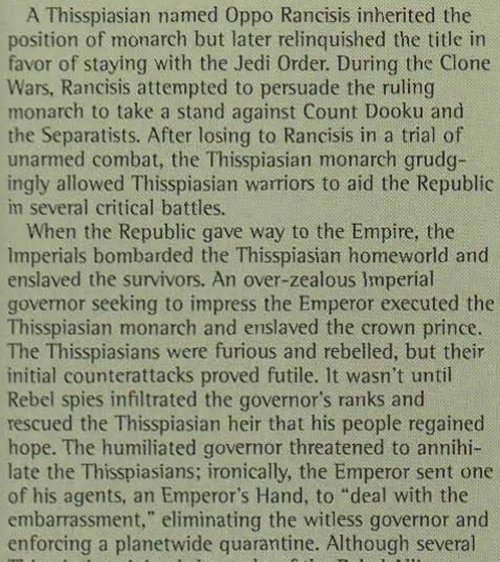 A Thisspiasian named Oppo Rancisis inherited the
position of monarch but later relinquished the title in
favor of staying with the Jedi Order. During the Clone
Wars, Rancisis attempted to persuade the ruling
monarch to take a stand against Count Dooku and
the Separatists. After losing to Rancisis in a trial of
unarmed combat, the Thisspiasian monarch grudg-
ingly allowed Thisspiasian warriors to aid the Republic
in several critical battles.
When the Republic gave way to the Empire, the
Imperials bombarded the Thisspiasian homeworld and
enslaved the survivors. An over-zealous Imperial
governor seeking to impress the Emperor executed the
Thisspiasian monarch and enslaved the crown prince.
The Thisspiasians were furious and rebelled, but their
initial counterattacks proved futile. It wasn't until
Rebel spies infiltrated the governor's ranks and
rescued the Thisspiasian heir that his people regained
hope. The humiliated governor threatened to annihi-
late the Thisspiasians; ironically, the Emperor sent one
of his agents, an Emperor's Hand, to “deal with the
embarrassment,” eliminating the witless governor and
enforcing a planetwide quarantine. Although several